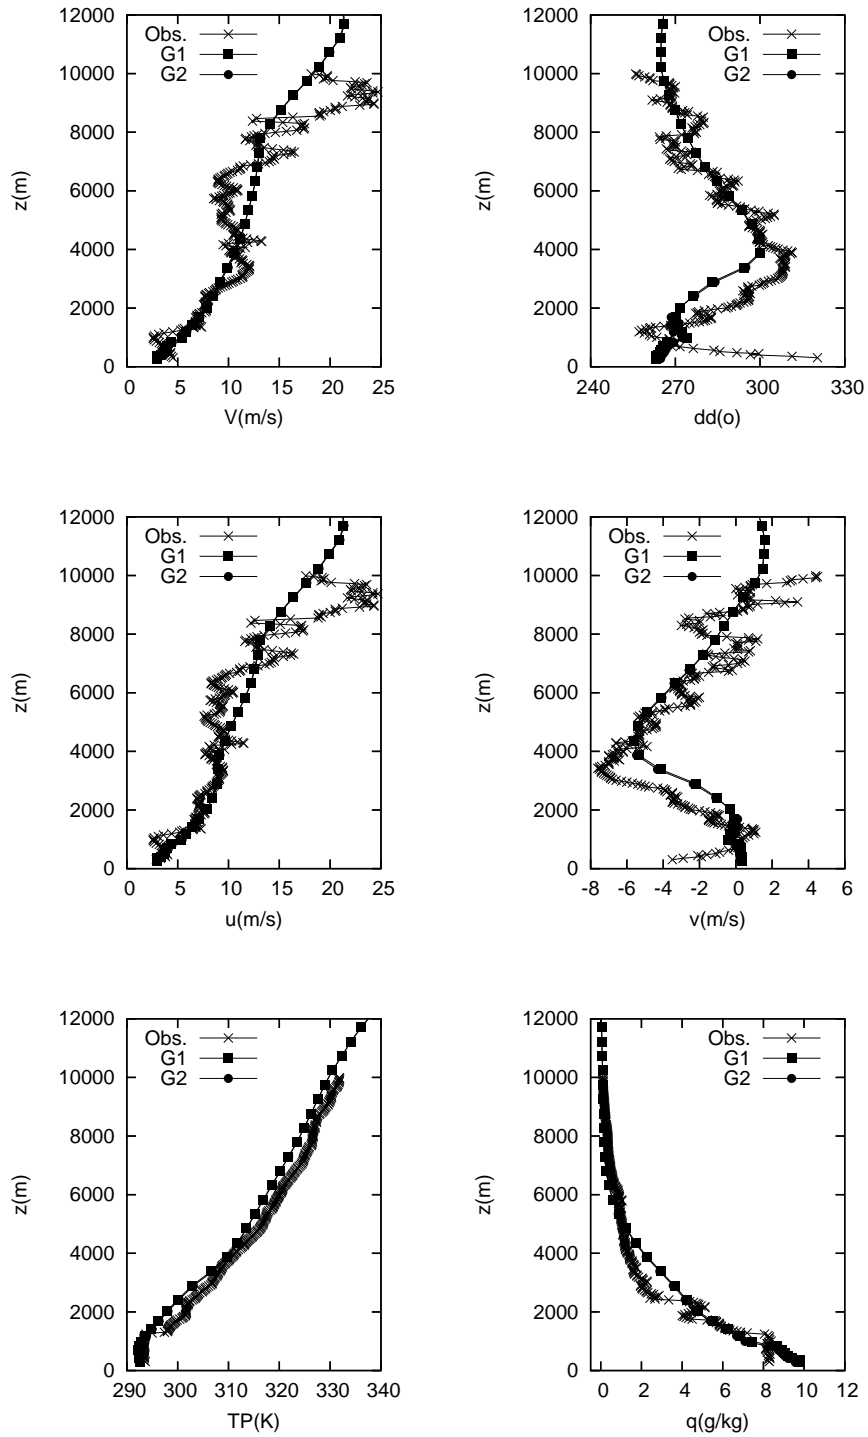 12000
10000
8000
6000
4000
2000
0
z(m)
0 5 10 15 20 25
V(m/s)
Obs.
G1
G2
12000
10000
8000
6000
4000
2000
0
z(m)
240 270 300 330
dd(o)
Obs.
G1
G2
12000
10000
8000
6000
4000
2000
0
z(m)
0 5 10 15 20 25
u(m/s)
Obs.
G1
G2
12000
10000
8000
6000
4000
2000
0
z(m)
-8 -6 -4 -2 0 2 4 6
v(m/s)
Obs.
G1
G2
12000
10000
8000
6000
4000
2000
0
z(m)
290 300 310 320 330 340
TP(K)
Obs.
G1
G2
12000
10000
8000
6000
4000
2000
0
z(m)
0 2 4 6 8 10 12
q(g/kg)
Obs.
G1
G2